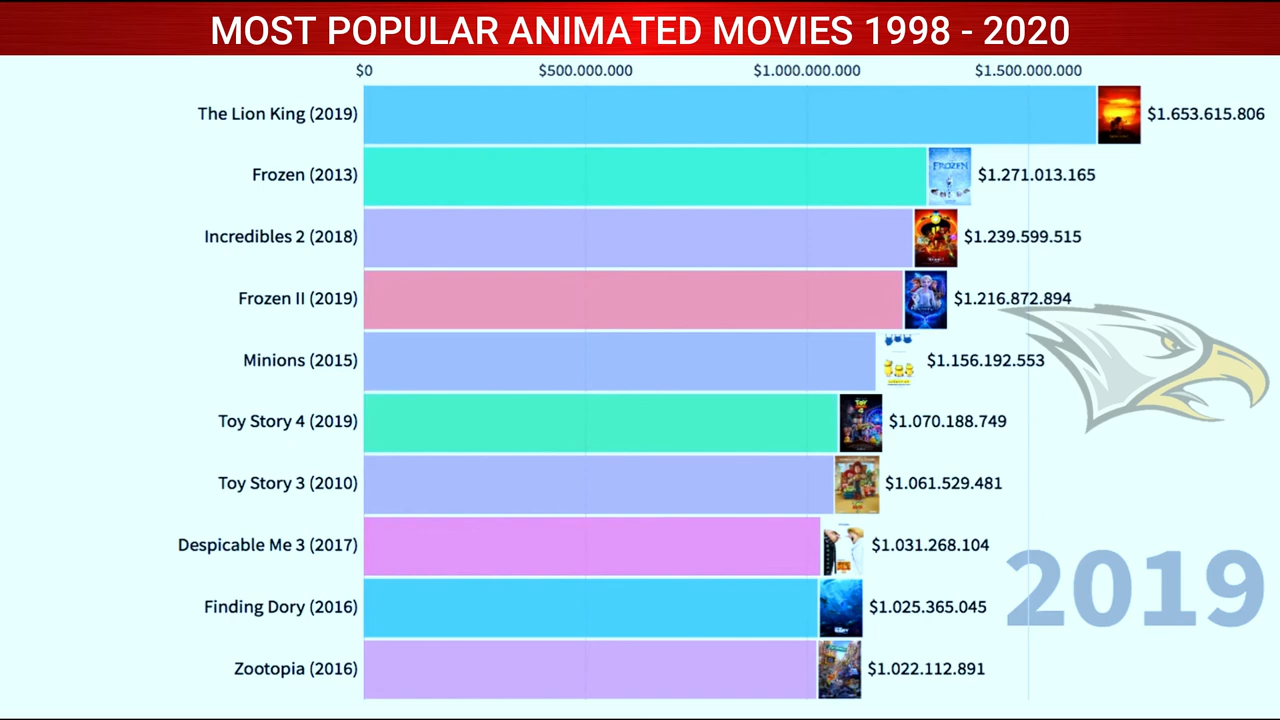 MOST POPULAR ANIMATED MOVIES 1998 - 2020
$0 $500.000.000 $1.000.000.000 $1.500.000.000
The Lion King (2019) $1.653.615.806
Frozen (2013) FROZEN $1.271.013.165
Incredibles 2 (2018) $1.239.599.515
Frozen II (2019) $1.216.872.894
Minions (2015) $1.156.192.553
Toy Story 4 (2019) $1.070.188.749
Toy Story 3 (2010) $1.061.529.481
Despicable Me 3 (2017) $1.031.268.104
Finding Dory (2016) $1.025.365.045
Zootopia (2016) $1.022.112.891
2019